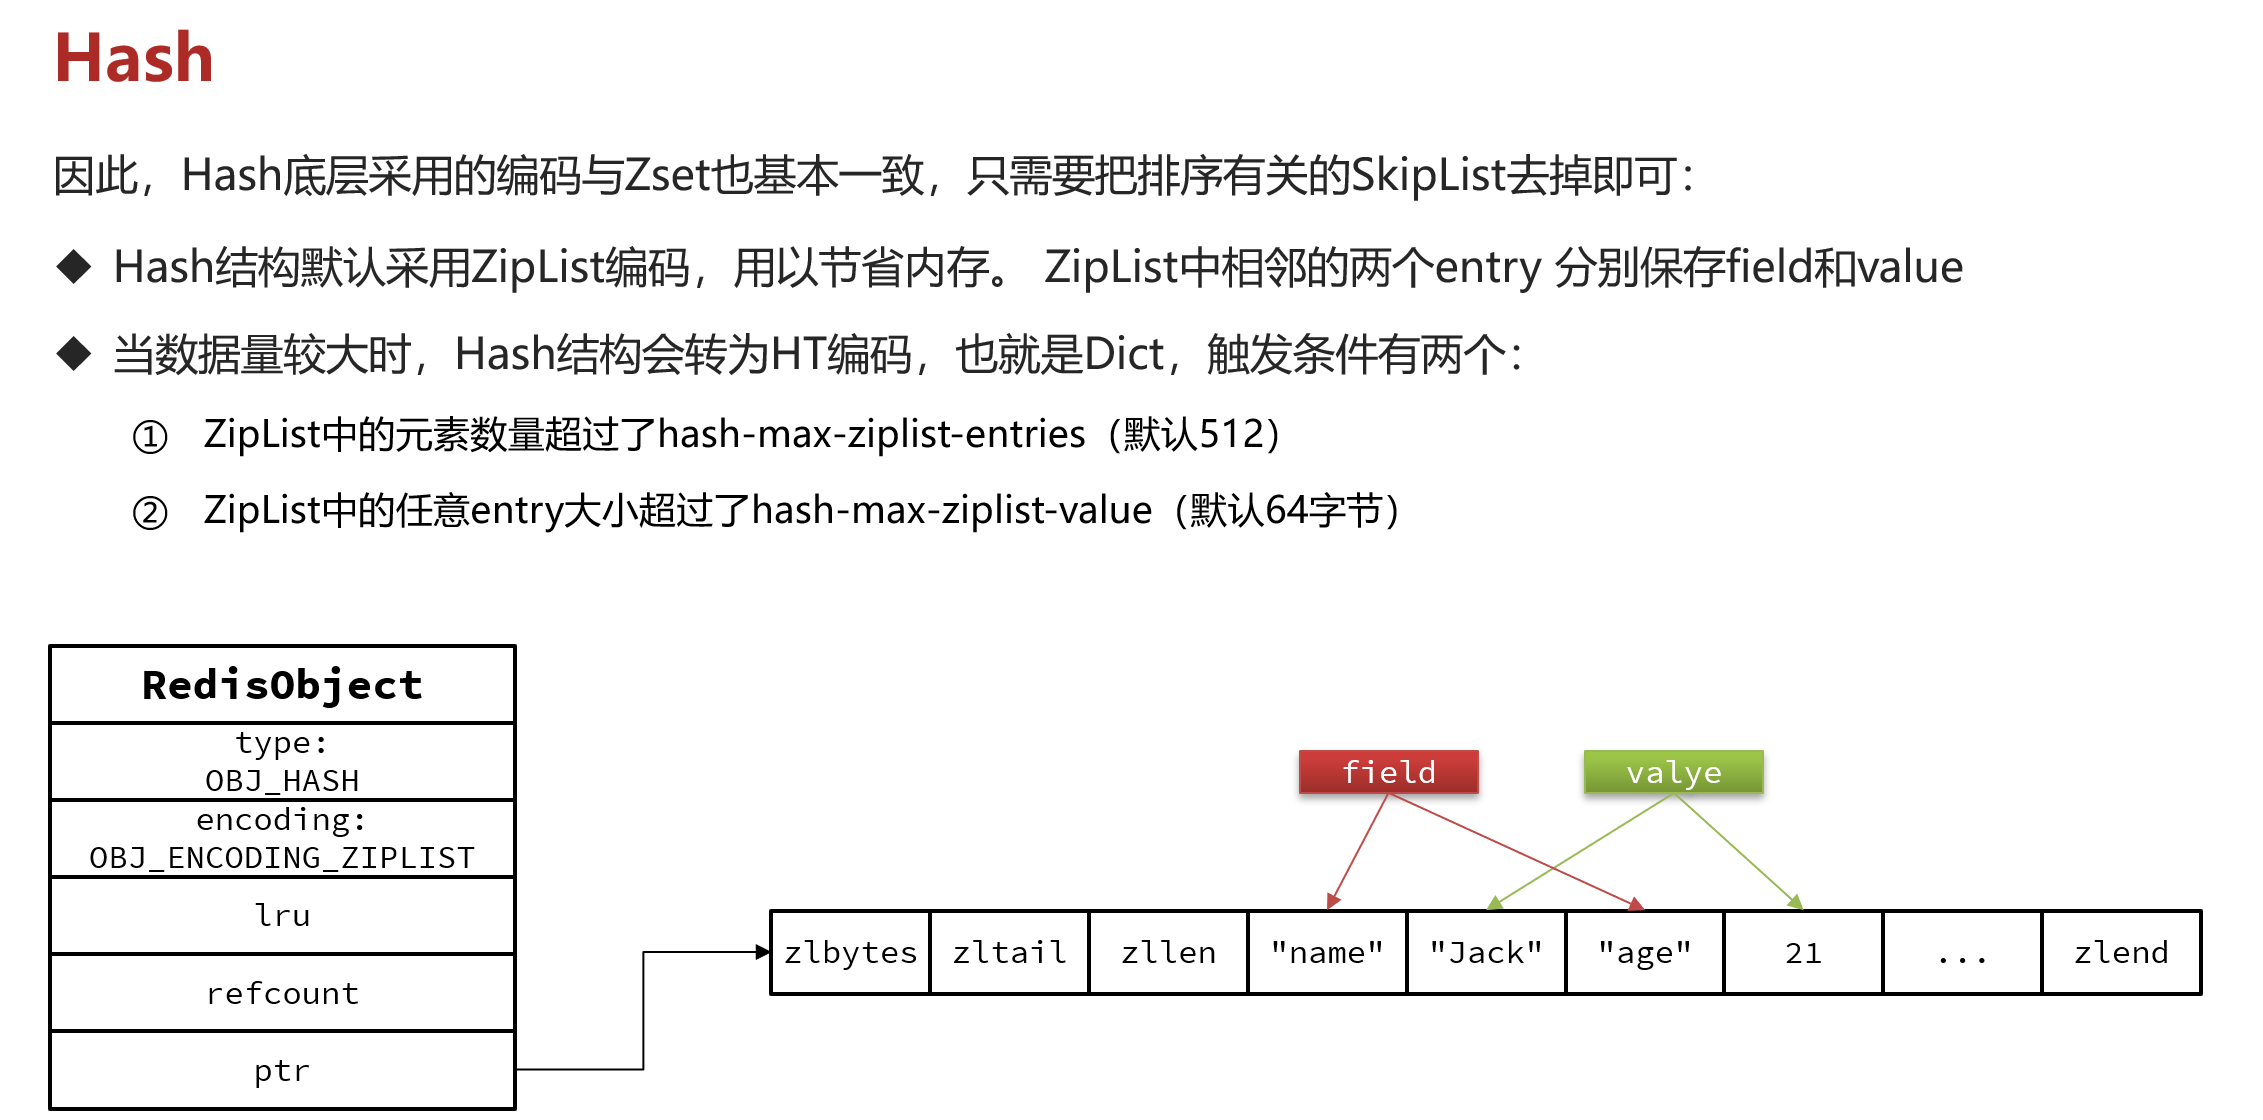 Hash
因此，Hash底层采用的编码与Zset也基本一致，只需要把排序有关的SkipList去掉即可：
◆ Hash结构默认采用ZipList编码，用以节省内存。 ZipList中相邻的两个entry 分别保存field和value
◆ 当数据量较大时，Hash结构会转为HT编码，也就是Dict，触发条件有两个：
① ZipList中的元素数量超过了hash-max-ziplist-entries（默认512）
② ZipList中的任意entry大小超过了hash-max-ziplist-value（默认64字节）
RedisObject
type:
OBJ_HASH
encoding:
OBJ_ENCODING_ZIPLIST
lru
refcount
ptr
field valye
zlbytes zltail zllen "name" "Jack" "age" 21 ... zlend